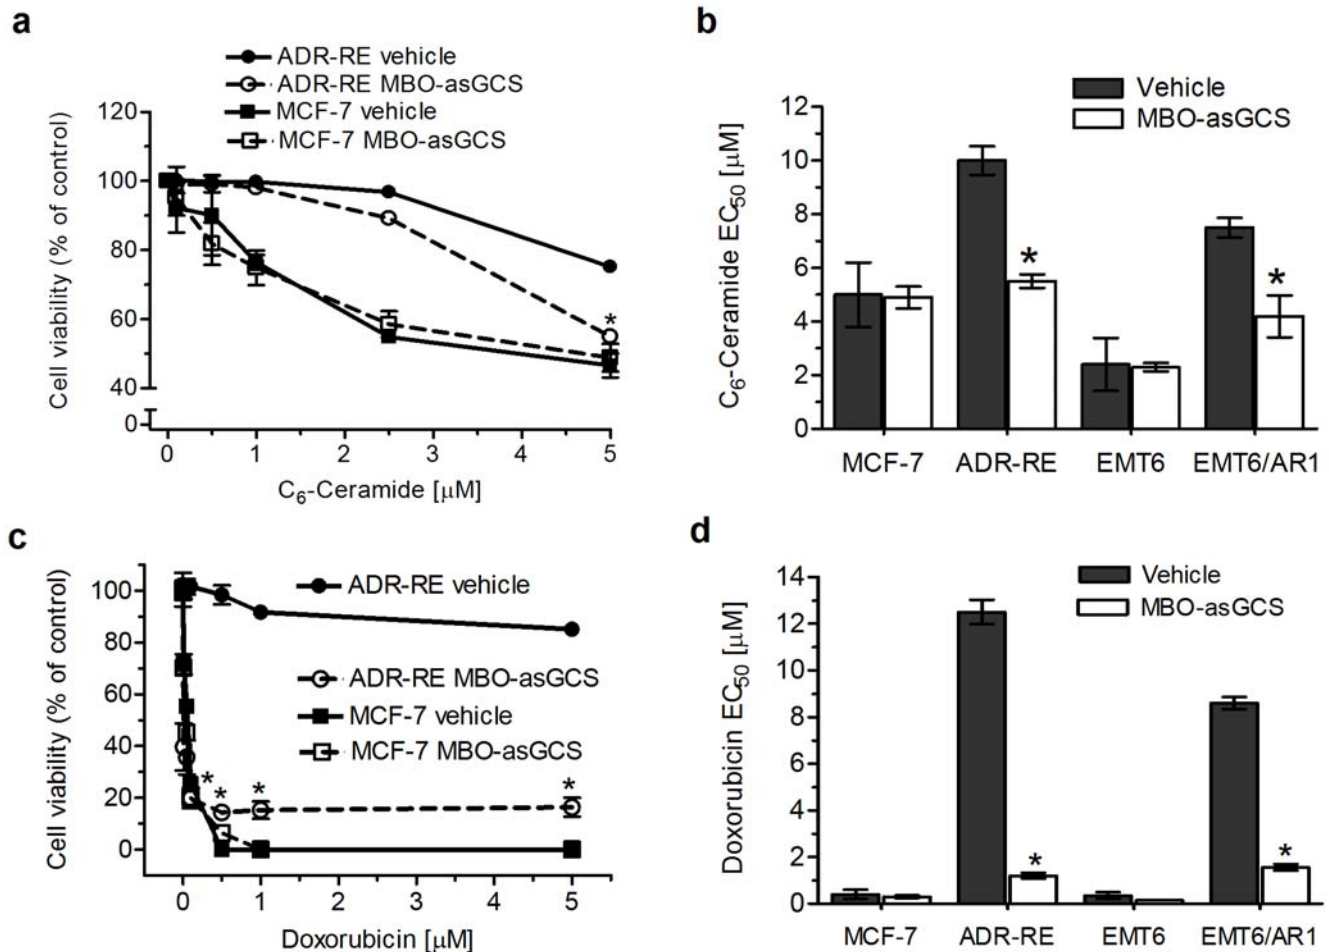 a
ADR-RE vehicle
ADR-RE MBO-asGCS
MCF-7 vehicle
MCF-7 MBO-asGCS
Cell viability (% of control)
120
100
80
60
40
0
0 1 2 3 4 5
C6-Ceramide [μM]
*
b
Vehicle
MBO-asGCS
C6-Ceramide EC50 [μM]
12
10
8
6
4
2
0
* *
MCF-7 ADR-RE EMT6 EMT6/AR1
c
ADR-RE vehicle
ADR-RE MBO-asGCS
MCF-7 vehicle
MCF-7 MBO-asGCS
Cell viability (% of control)
100
80
60
40
20
0
* * * *
0 1 2 3 4 5
Doxorubicin [μM]
d
Vehicle
MBO-asGCS
Doxorubicin EC50 [μM]
14
12
10
8
6
4
2
0
* *
MCF-7 ADR-RE EMT6 EMT6/AR1